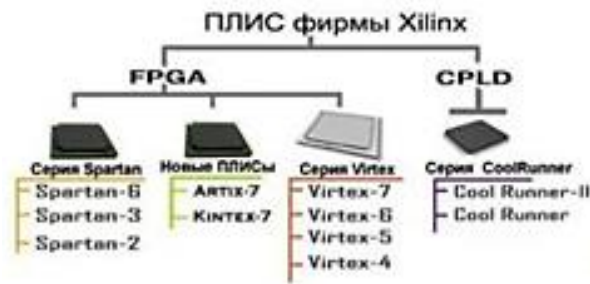 ПЛИС фирмы Xilinx
FPGA
CPLD
Серия Spartan
Spartan-6
Spartan-3
Spartan-2
Новые ПЛИСы
ARTIX-7
KINTEX-7
Серия Virtex
Virtex-7
Virtex-6
Virtex-5
Virtex-4
Серия CoolRunner
Cool Runner-II
Cool Runner